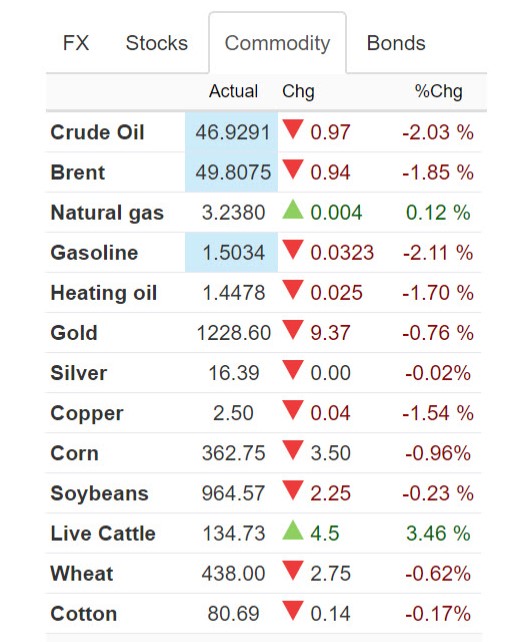 FX Stocks Commodity Bonds
Actual Chg %Chg
Crude Oil 46.9291 0.97 -2.03 %
Brent 49.8075 0.94 -1.85 %
Natural gas 3.2380 0.004 0.12 %
Gasoline 1.5034 0.0323 -2.11 %
Heating oil 1.4478 0.025 -1.70 %
Gold 1228.60 9.37 -0.76 %
Silver 16.39 0.00 -0.02%
Copper 2.50 0.04 -1.54 %
Corn 362.75 3.50 -0.96%
Soybeans 964.57 2.25 -0.23 %
Live Cattle 134.73 4.5 3.46 %
Wheat 438.00 2.75 -0.62%
Cotton 80.69 0.14 -0.17%